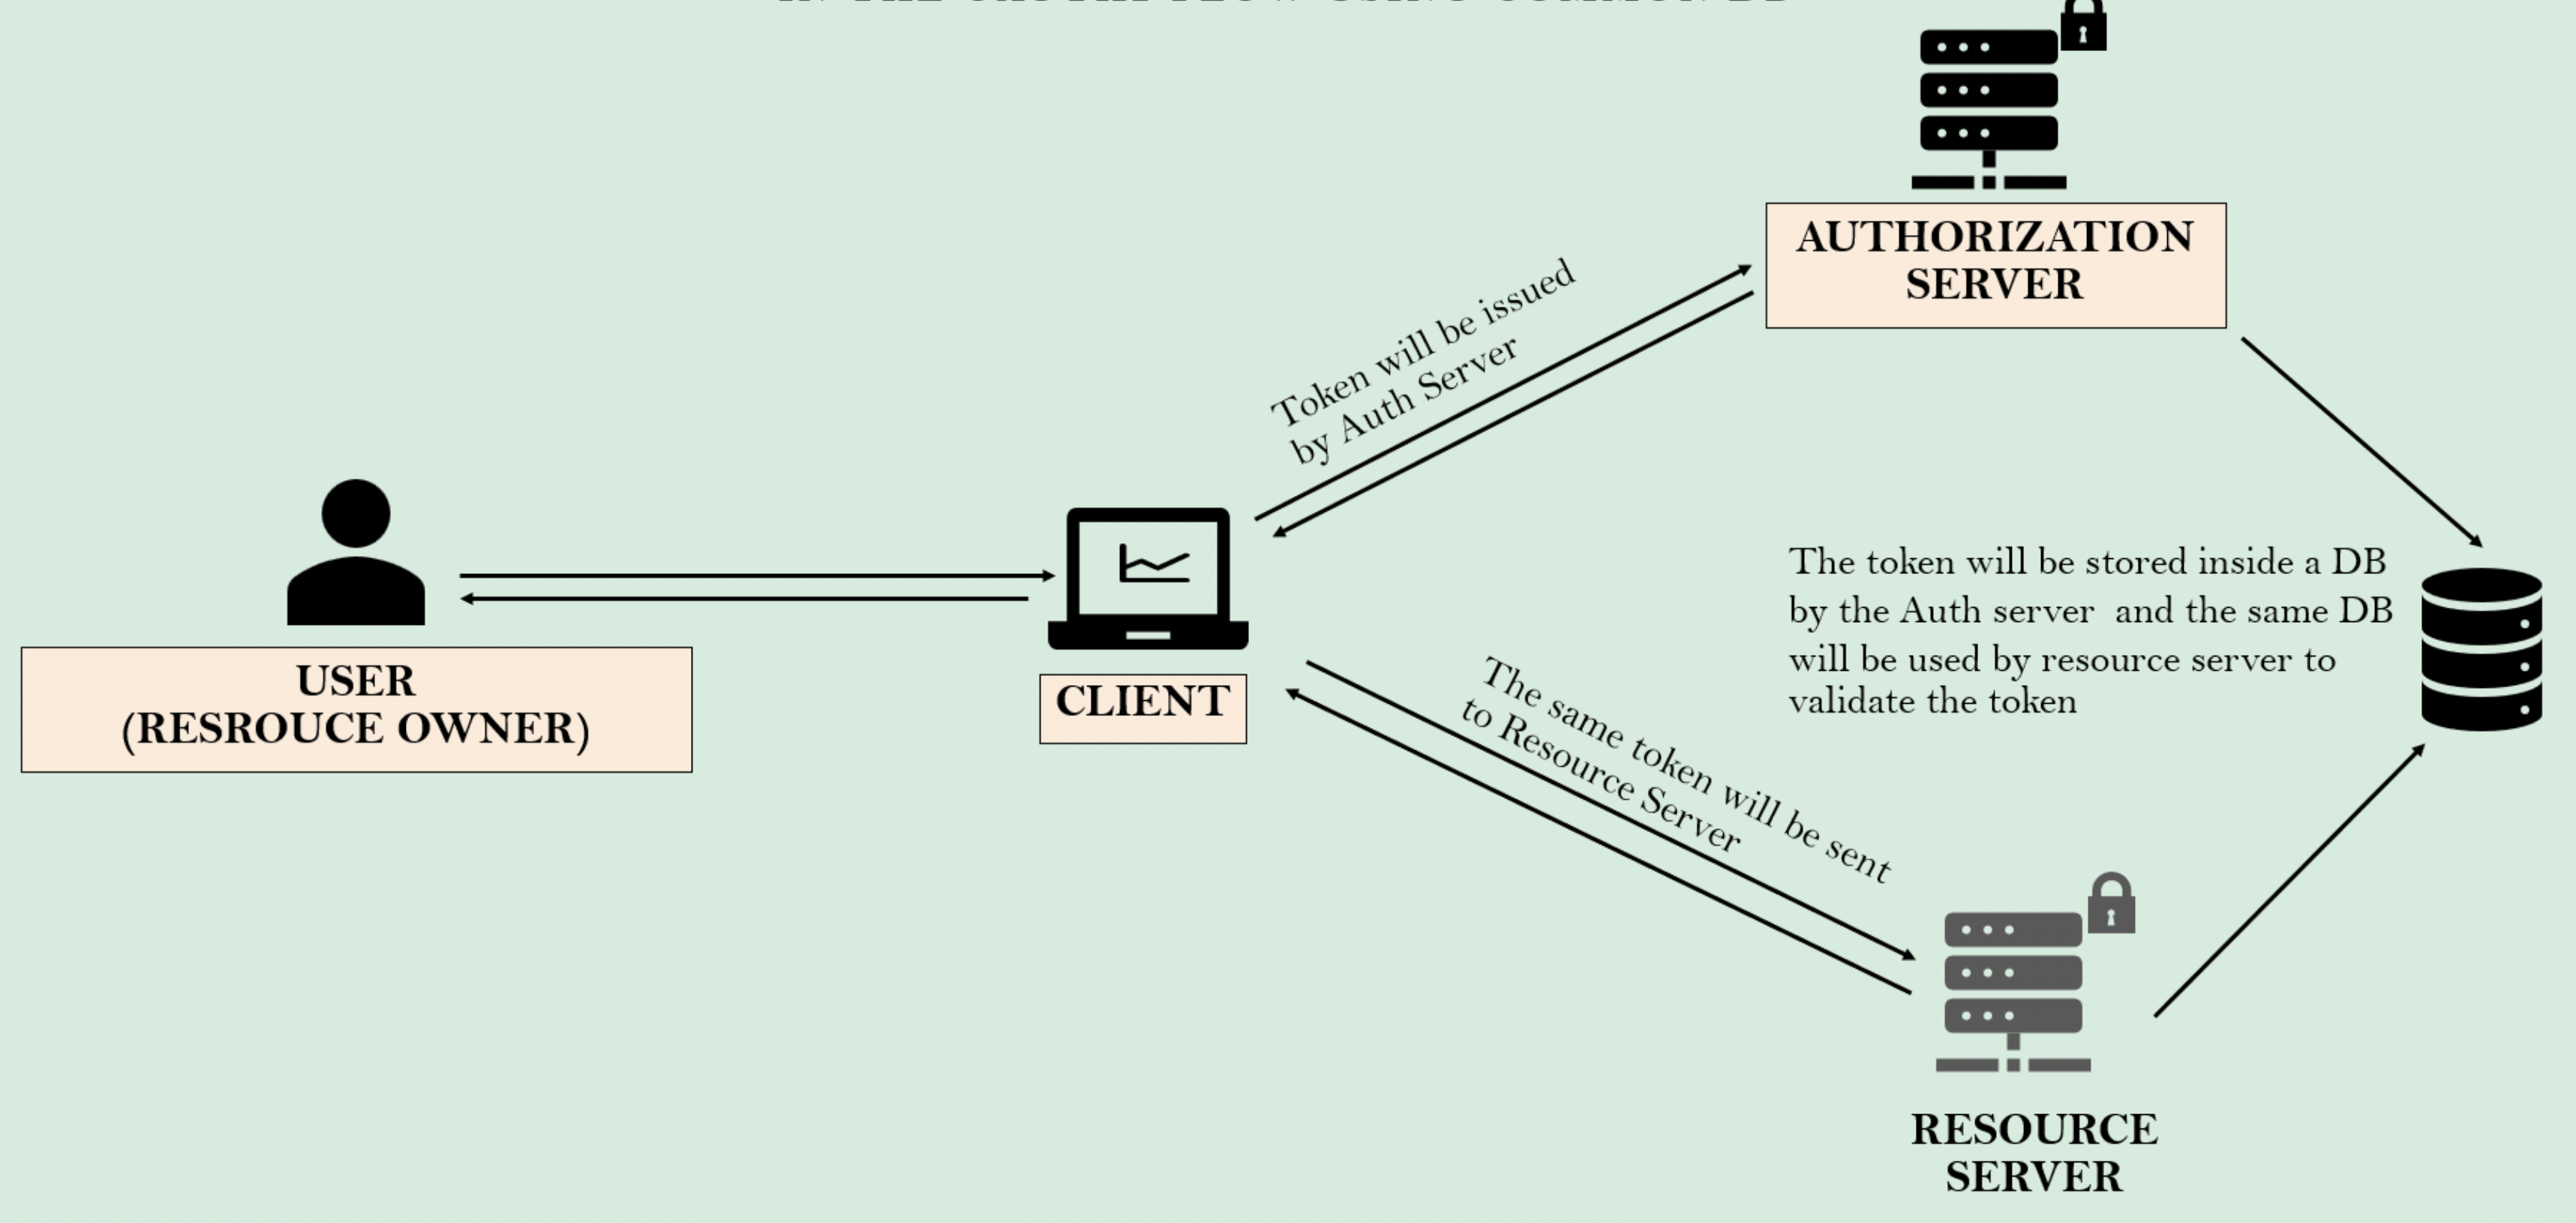 AUTHORIZATION
SERVER
Token will be issued
by Auth Server
The token will be stored inside a DB
by the Auth server  and the same DB
will be used by resource server to
validate the token
USER
(RESROUCE OWNER)
CLIENT
The same token will be sent
to Resource Server
RESOURCE
SERVER